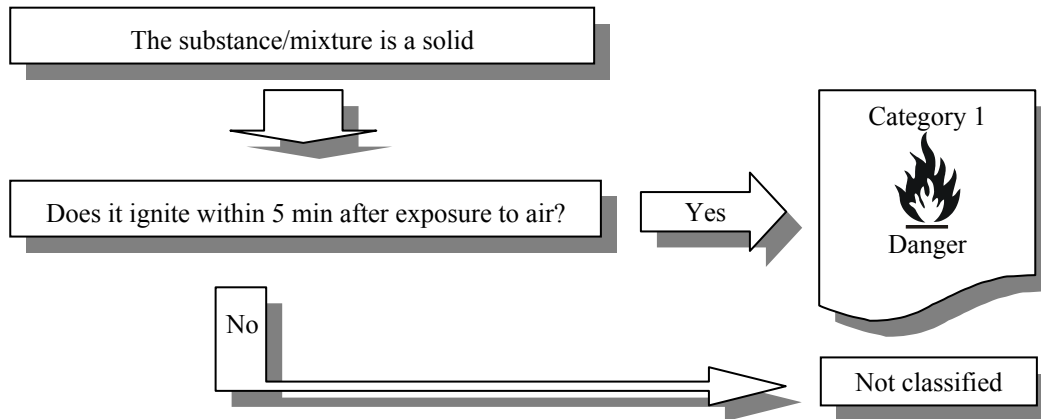 The substance/mixture is a solid
Does it ignite within 5 min after exposure to air?
Yes
Category 1
Danger
No
Not classified